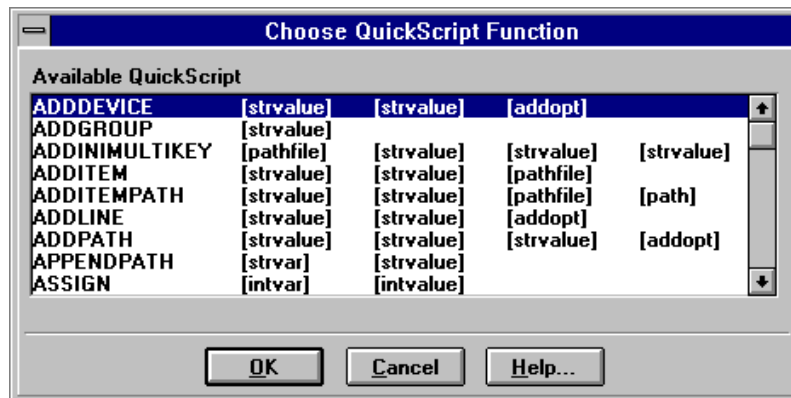 Choose QuickScript Function
Available QuickScript
ADDDEVICE [strvalue] [strvalue] [addopt]
ADDGROUP [strvalue]
ADDINIMULTIKEY [pathfile] [strvalue] [strvalue] [strvalue]
ADDITEM [strvalue] [strvalue] [pathfile]
ADDITEMPATH [strvalue] [strvalue] [pathfile] [path]
ADDLINE [strvalue] [strvalue] [addopt]
ADDPATH [strvalue] [strvalue] [strvalue] [addopt]
APPENDPATH [strvar] [strvalue]
ASSIGN [intvar] [intvalue]
OK Cancel Help...